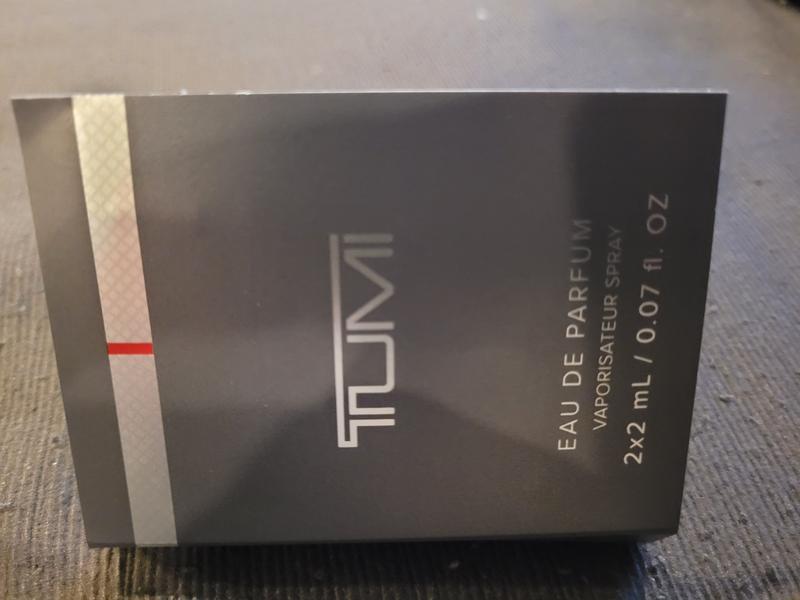 TUMI
EAU DE PARFUM
VAPORISATEUR SPRAY
2x2 mL / 0.07 fl. OZ